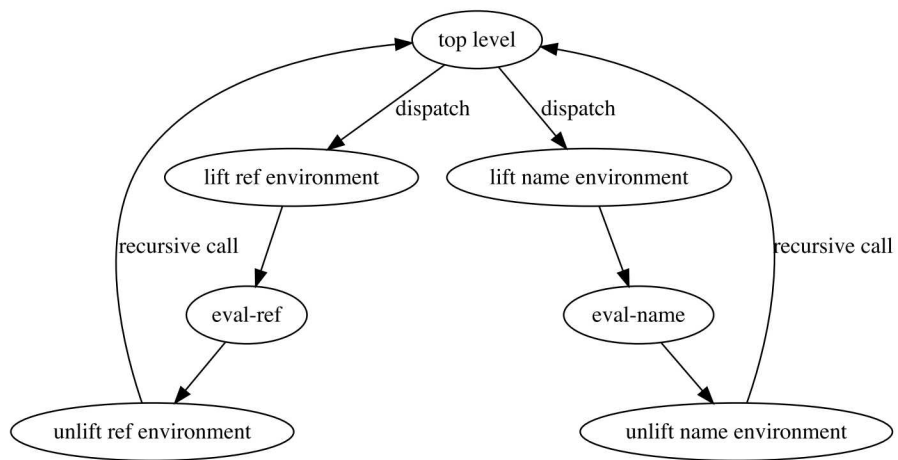 top level
dispatch
dispatch
lift ref environment
lift name environment
recursive call
recursive call
eval-ref
eval-name
unlift ref environment
unlift name environment